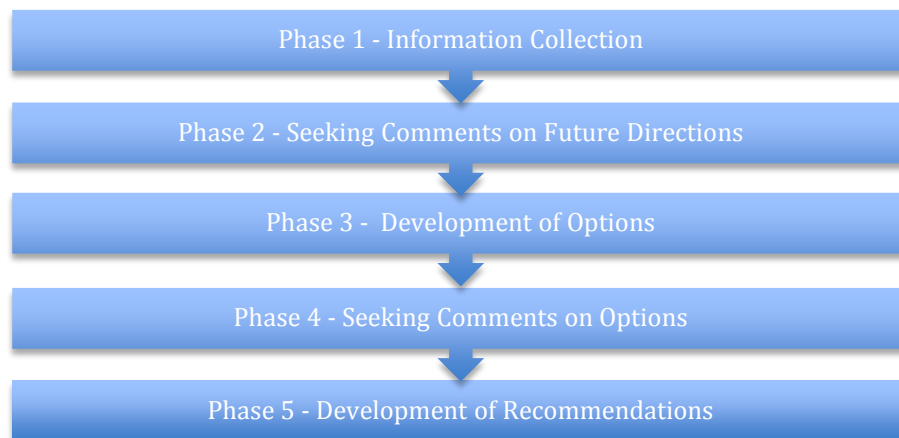 Phase 1 - Information Collection
Phase 2 - Seeking Comments on Future Directions
Phase 3 - Development of Options
Phase 4 - Seeking Comments on Options
Phase 5 - Development of Recommendations